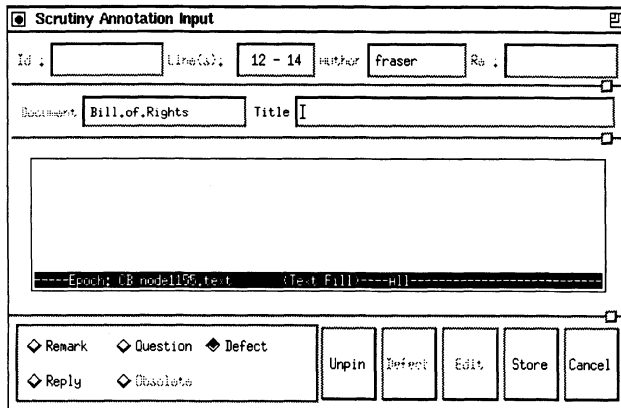 Scrutiny Annotation Input
Id : Line(s): 12 - 14 Author fraser Re :
Document Bill.of.Rights Title
-----Epoch: CB node1155.text (Text Fill)----All----------------------------
Remark Question Defect
Reply Obsolete
Unpin Defect Edit Store Cancel